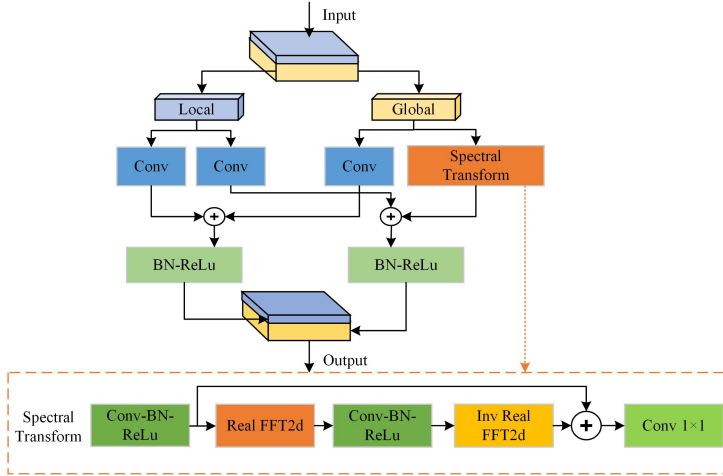 Input
Local
Global
Conv
Conv
Conv
Spectral
Transform
+
+
BN-ReLu
BN-ReLu
Output
Spectral
Transform
Conv-BN-
ReLu
Real FFT2d
Conv-BN-
ReLu
Inv Real
FFT2d
+
Conv 1×1